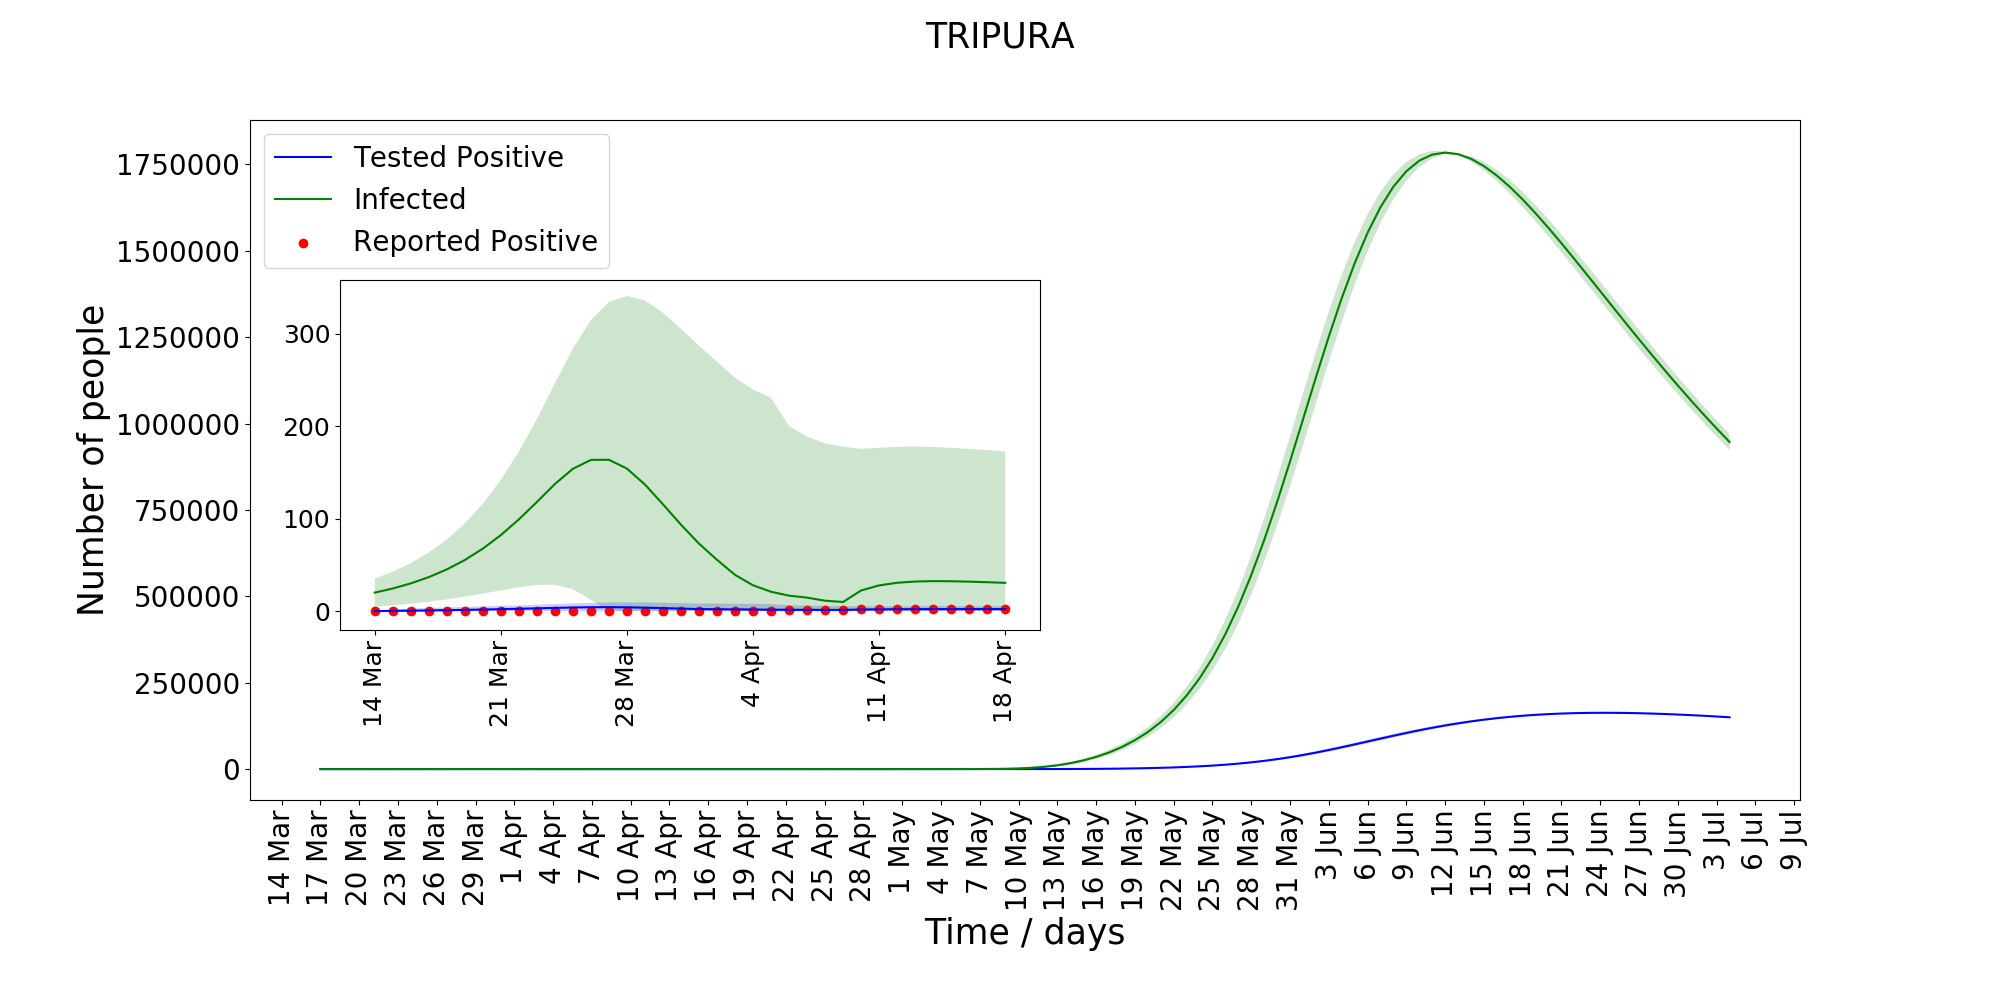 TRIPURA
Tested Positive
Infected
Reported Positive
Number of people
1750000
1500000
1250000
1000000
750000
500000
250000
0
300
200
100
0
14 Mar
21 Mar
28 Mar
4 Apr
11 Apr
18 Apr
14 Mar
17 Mar
20 Mar
23 Mar
26 Mar
29 Mar
1 Apr
4 Apr
7 Apr
10 Apr
13 Apr
16 Apr
19 Apr
22 Apr
25 Apr
28 Apr
1 May
4 May
7 May
10 May
13 May
16 May
19 May
22 May
25 May
28 May
31 May
3 Jun
6 Jun
9 Jun
12 Jun
15 Jun
18 Jun
21 Jun
24 Jun
27 Jun
30 Jun
3 Jul
6 Jul
9 Jul
Time / days